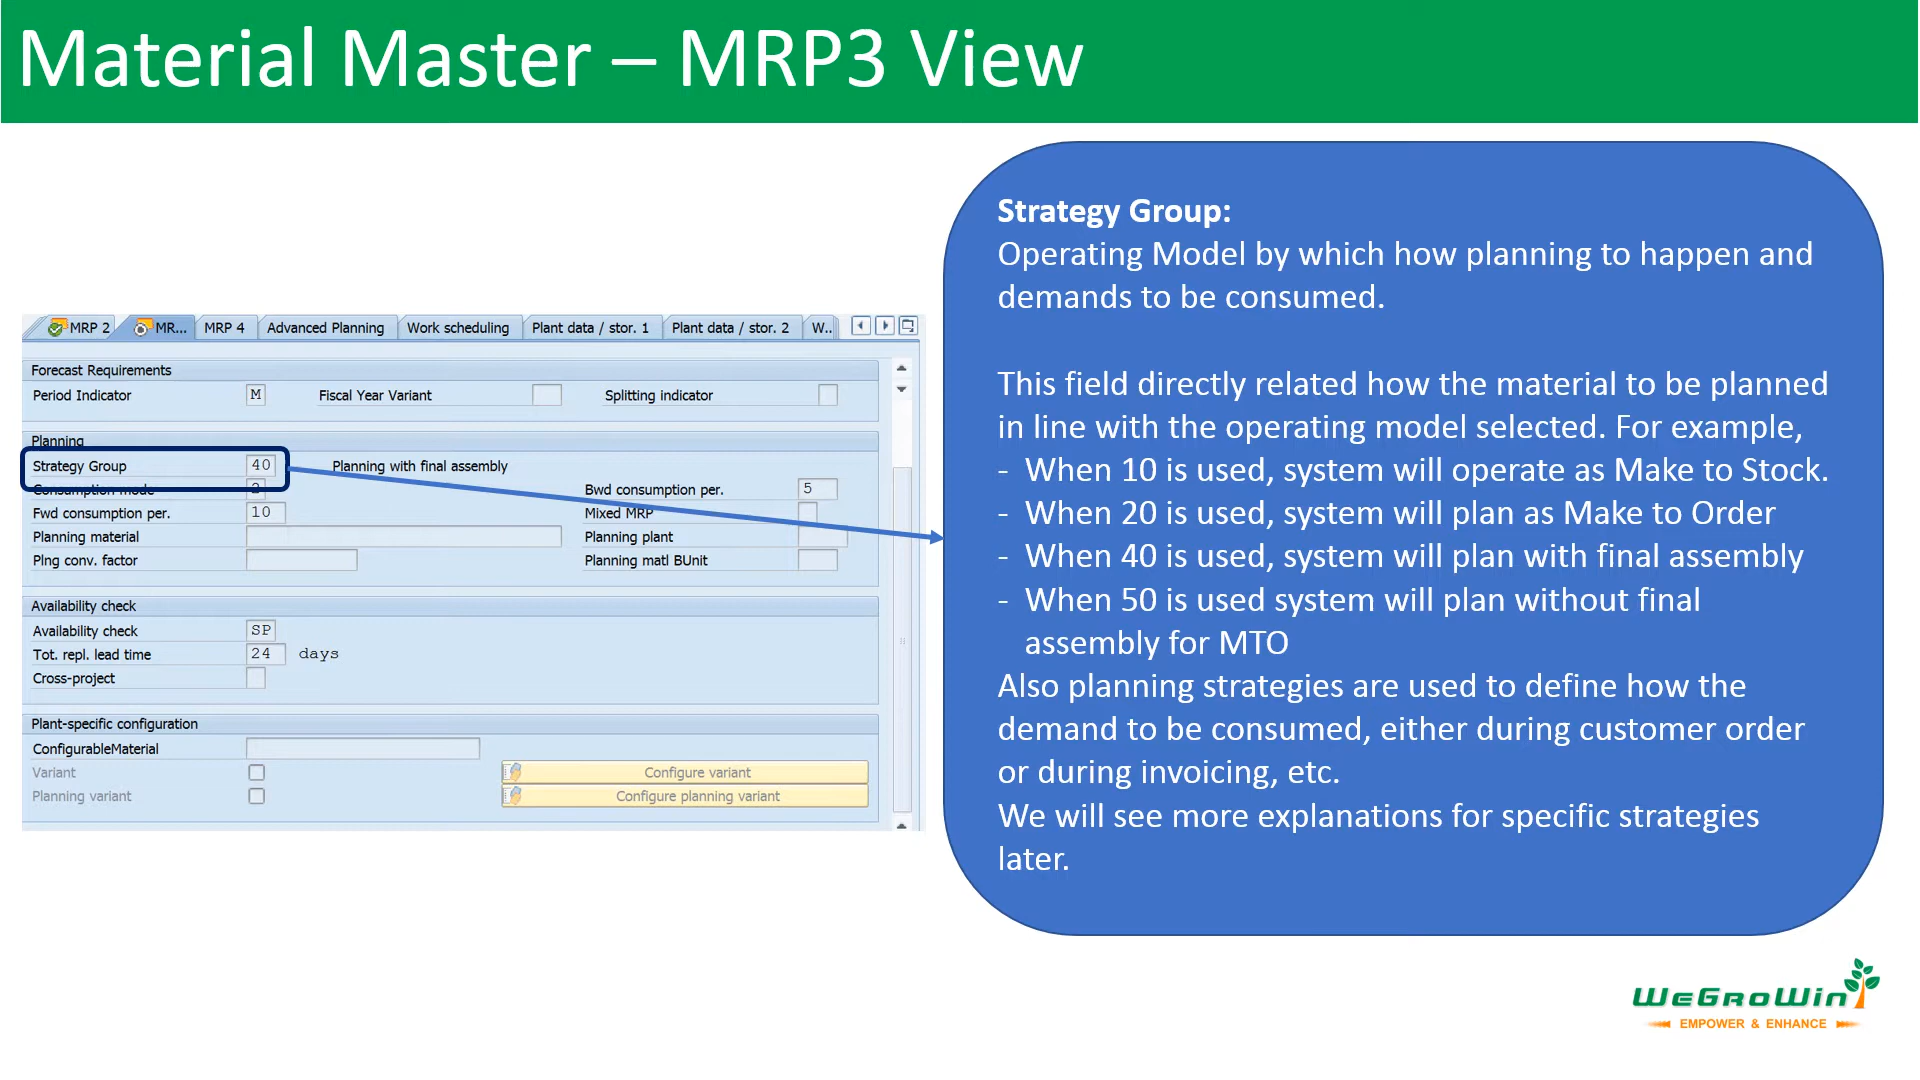 Material Master – MRP3 View
MRP 2 MR... MRP 4 Advanced Planning Work scheduling Plant data / stor. 1 Plant data / stor. 2 W..
Forecast Requirements
Period Indicator M Fiscal Year Variant Splitting indicator
Planning
Strategy Group 40 Planning with final assembly
Consumption mode 2 Bwd consumption per. 5
Fwd consumption per. 10 Mixed MRP
Planning material Planning plant
Plng conv. factor Planning matl BUnit
Availability check
Availability check SP
Tot. repl. lead time 24 days
Cross-project
Plant-specific configuration
ConfigurableMaterial
Variant Configure variant
Planning variant Configure planning variant
Strategy Group:
Operating Model by which how planning to happen and
demands to be consumed.
This field directly related how the material to be planned
in line with the operating model selected. For example,
- When 10 is used, system will operate as Make to Stock.
- When 20 is used, system will plan as Make to Order
- When 40 is used, system will plan with final assembly
- When 50 is used system will plan without final
assembly for MTO
Also planning strategies are used to define how the
demand to be consumed, either during customer order
or during invoicing, etc.
We will see more explanations for specific strategies
later.
WeGroWin
EMPOWER & ENHANCE